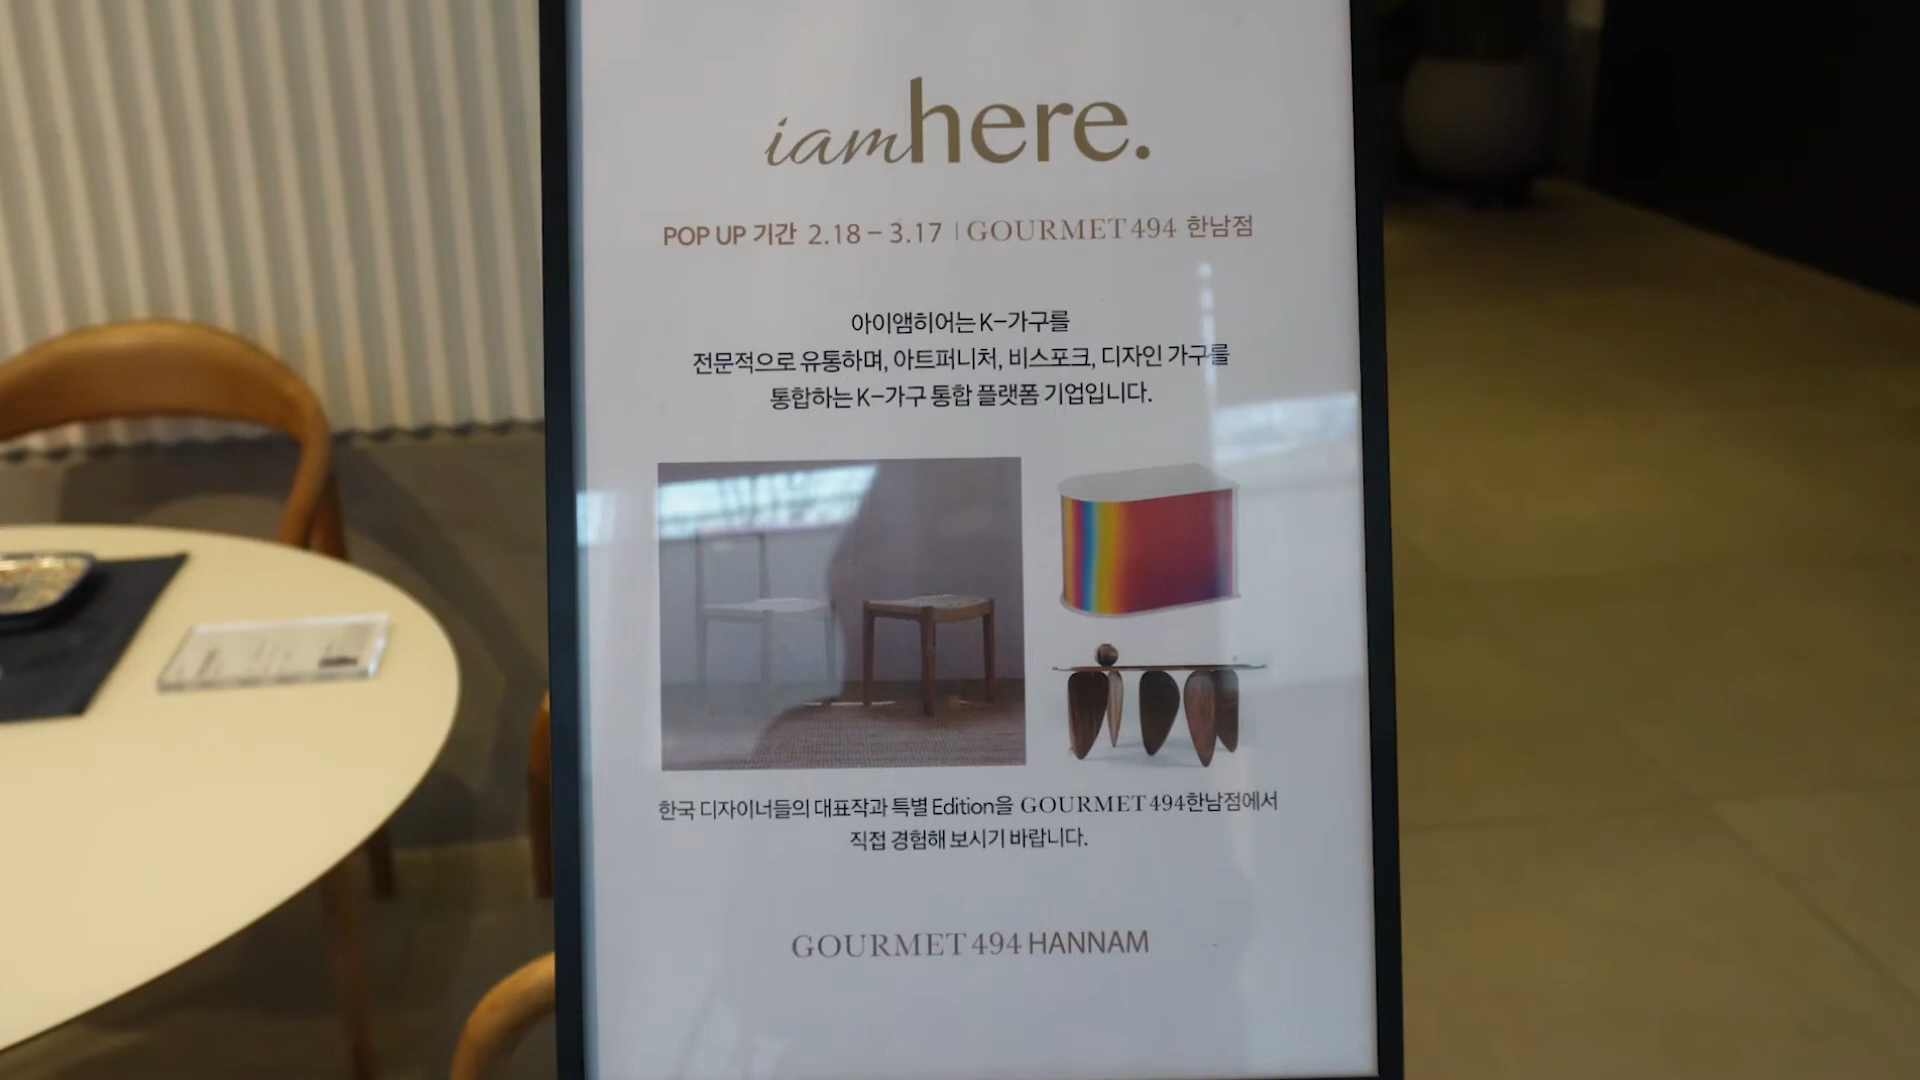 iamhere.
POP UP 기간 2.18 – 3.17 | GOURMET 494 한남점
아이앰히어는 K-가구를
전문적으로 유통하며, 아트퍼니처, 비스포크, 디자인 가구를
통합하는 K-가구 통합 플랫폼 기업입니다.
한국 디자이너들의 대표작과 특별 Edition을 GOURMET 494한남점에서
직접 경험해 보시기 바랍니다.
GOURMET 494 HANNAM